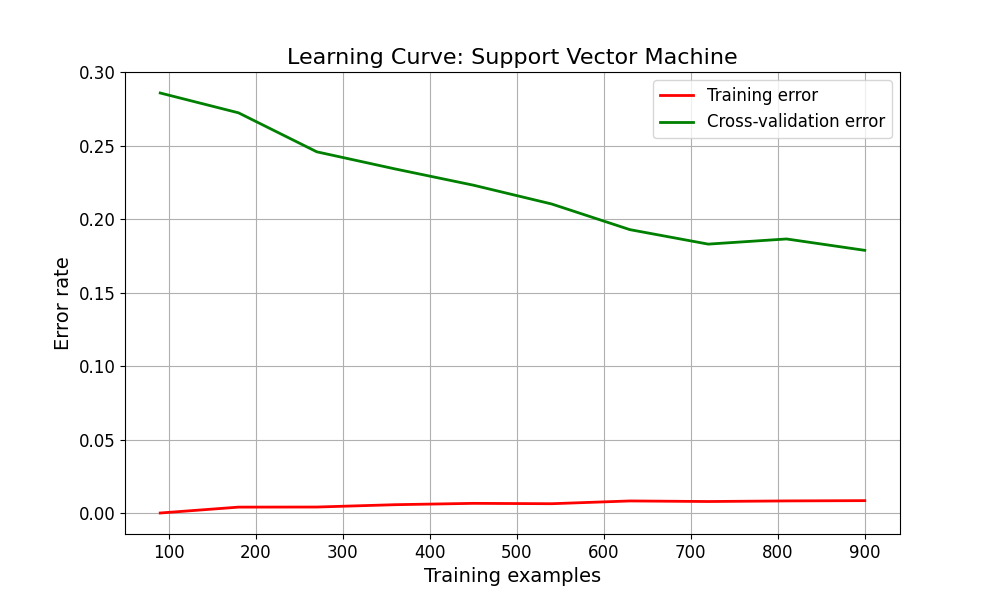 Learning Curve: Support Vector Machine
Training error
Cross-validation error
Error rate
0.30
0.25
0.20
0.15
0.10
0.05
0.00
100 200 300 400 500 600 700 800 900
Training examples